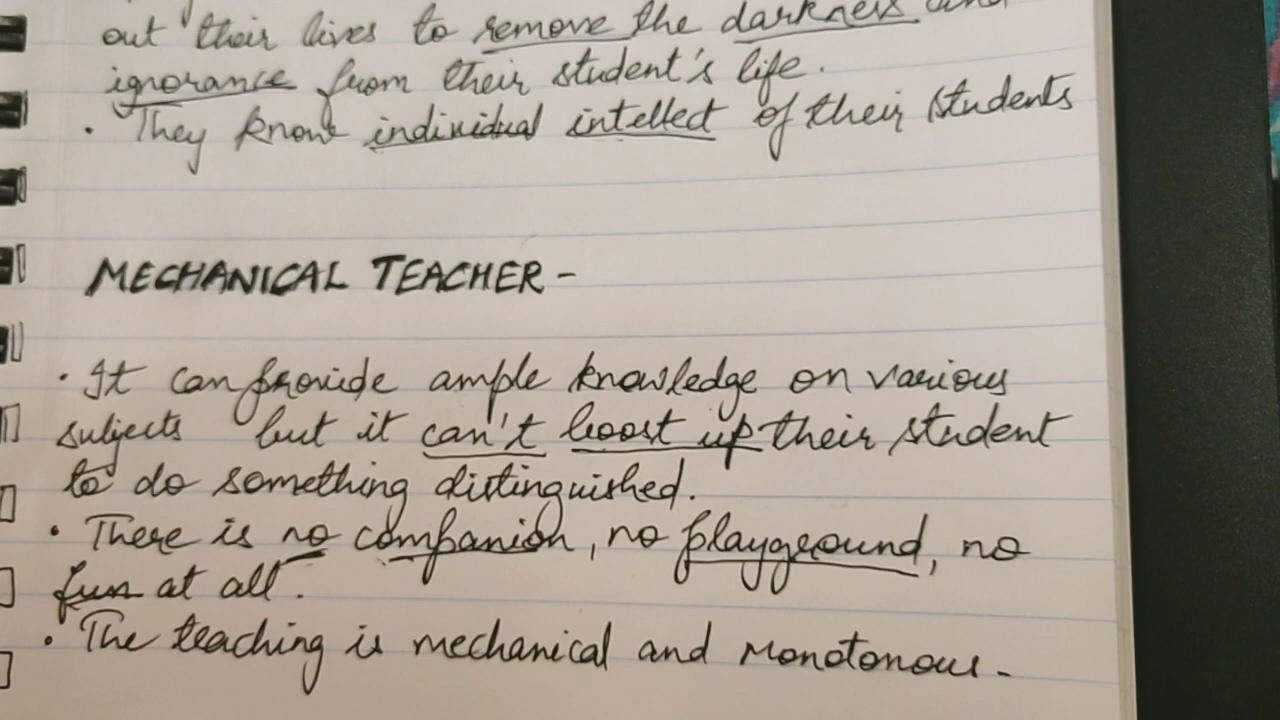 out their lives to remove the darkness and
ignorance from their student's life.
• They know individual intellect of their students
MECHANICAL TEACHER -
• It can provide ample knowledge on various
subjects but it can't boost up their student
to do something distinguished.
• There is no companion, no playground, no
fun at all.
• The teaching is mechanical and monotonous.